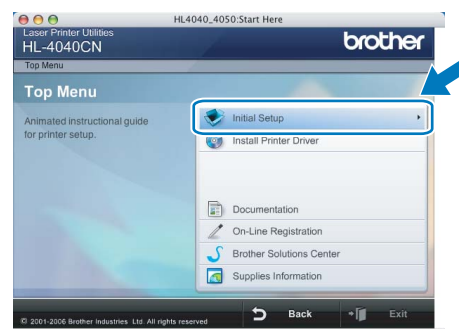 HL4040_4050:Start Here
Laser Printer Utilities
HL-4040CN
brother
Top Menu
Top Menu
Animated instructional guide
for printer setup.
Initial Setup
Install Printer Driver
Documentation
On-Line Registration
Brother Solutions Center
Supplies Information
© 2001-2006 Brother Industries Ltd. All rights reserved
Back
Exit